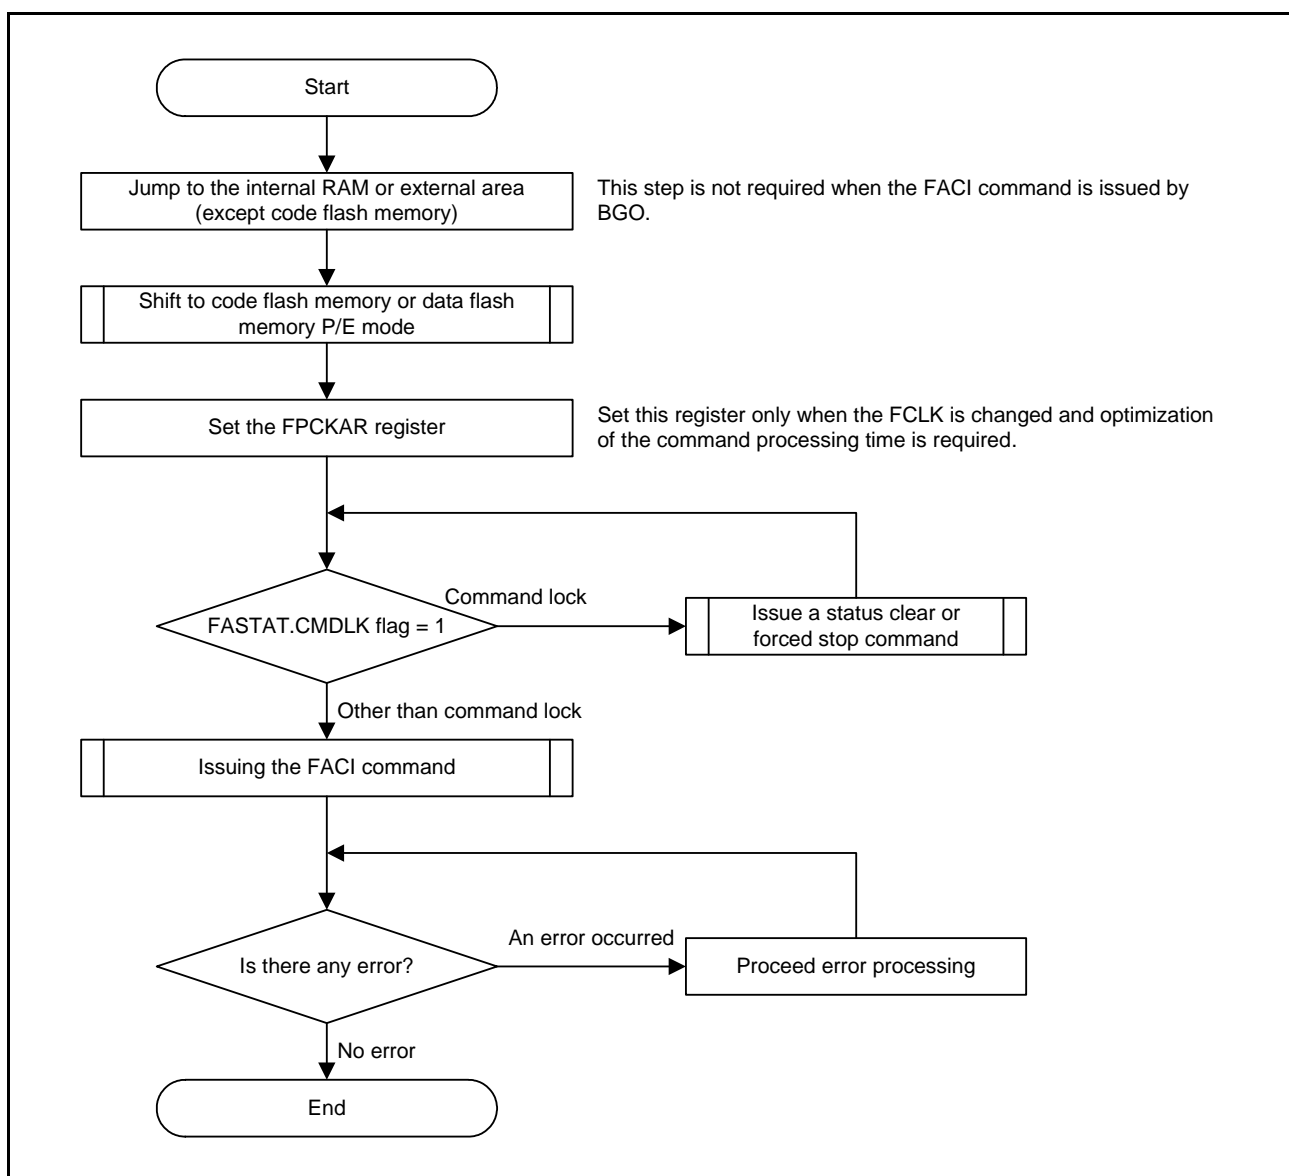 Start
Jump to the internal RAM or external area
(except code flash memory)
This step is not required when the FACI command is issued by
BGO.
Shift to code flash memory or data flash
memory P/E mode
Set the FPCKAR register
Set this register only when the FCLK is changed and optimization
of the command processing time is required.
FASTAT.CMDLK flag = 1
Command lock
Issue a status clear or
forced stop command
Other than command lock
Issuing the FACI command
Is there any error?
An error occurred
Proceed error processing
No error
End